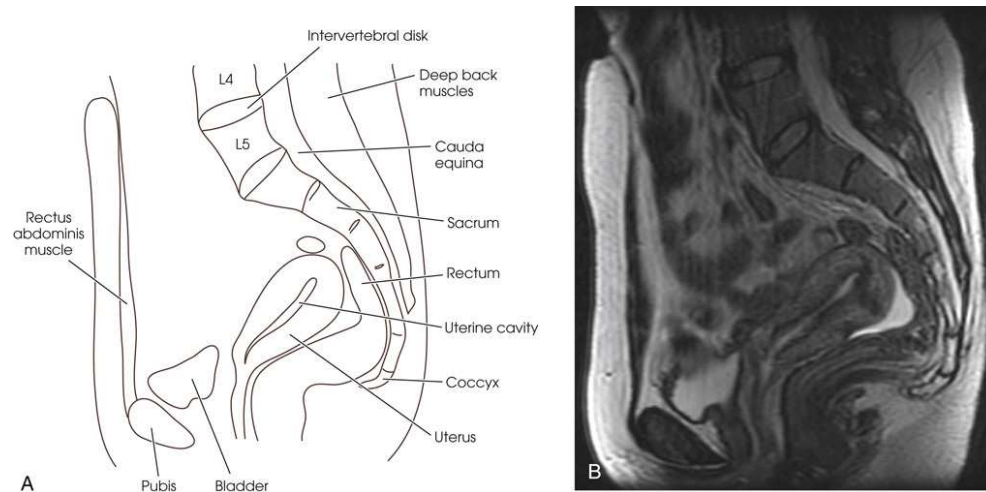 Intervertebral disk
L4
Deep back
muscles
L5
Cauda
equina
Sacrum
Rectus
abdominis
muscle
Rectum
Uterine cavity
Coccyx
Uterus
A
Pubis
Bladder
B